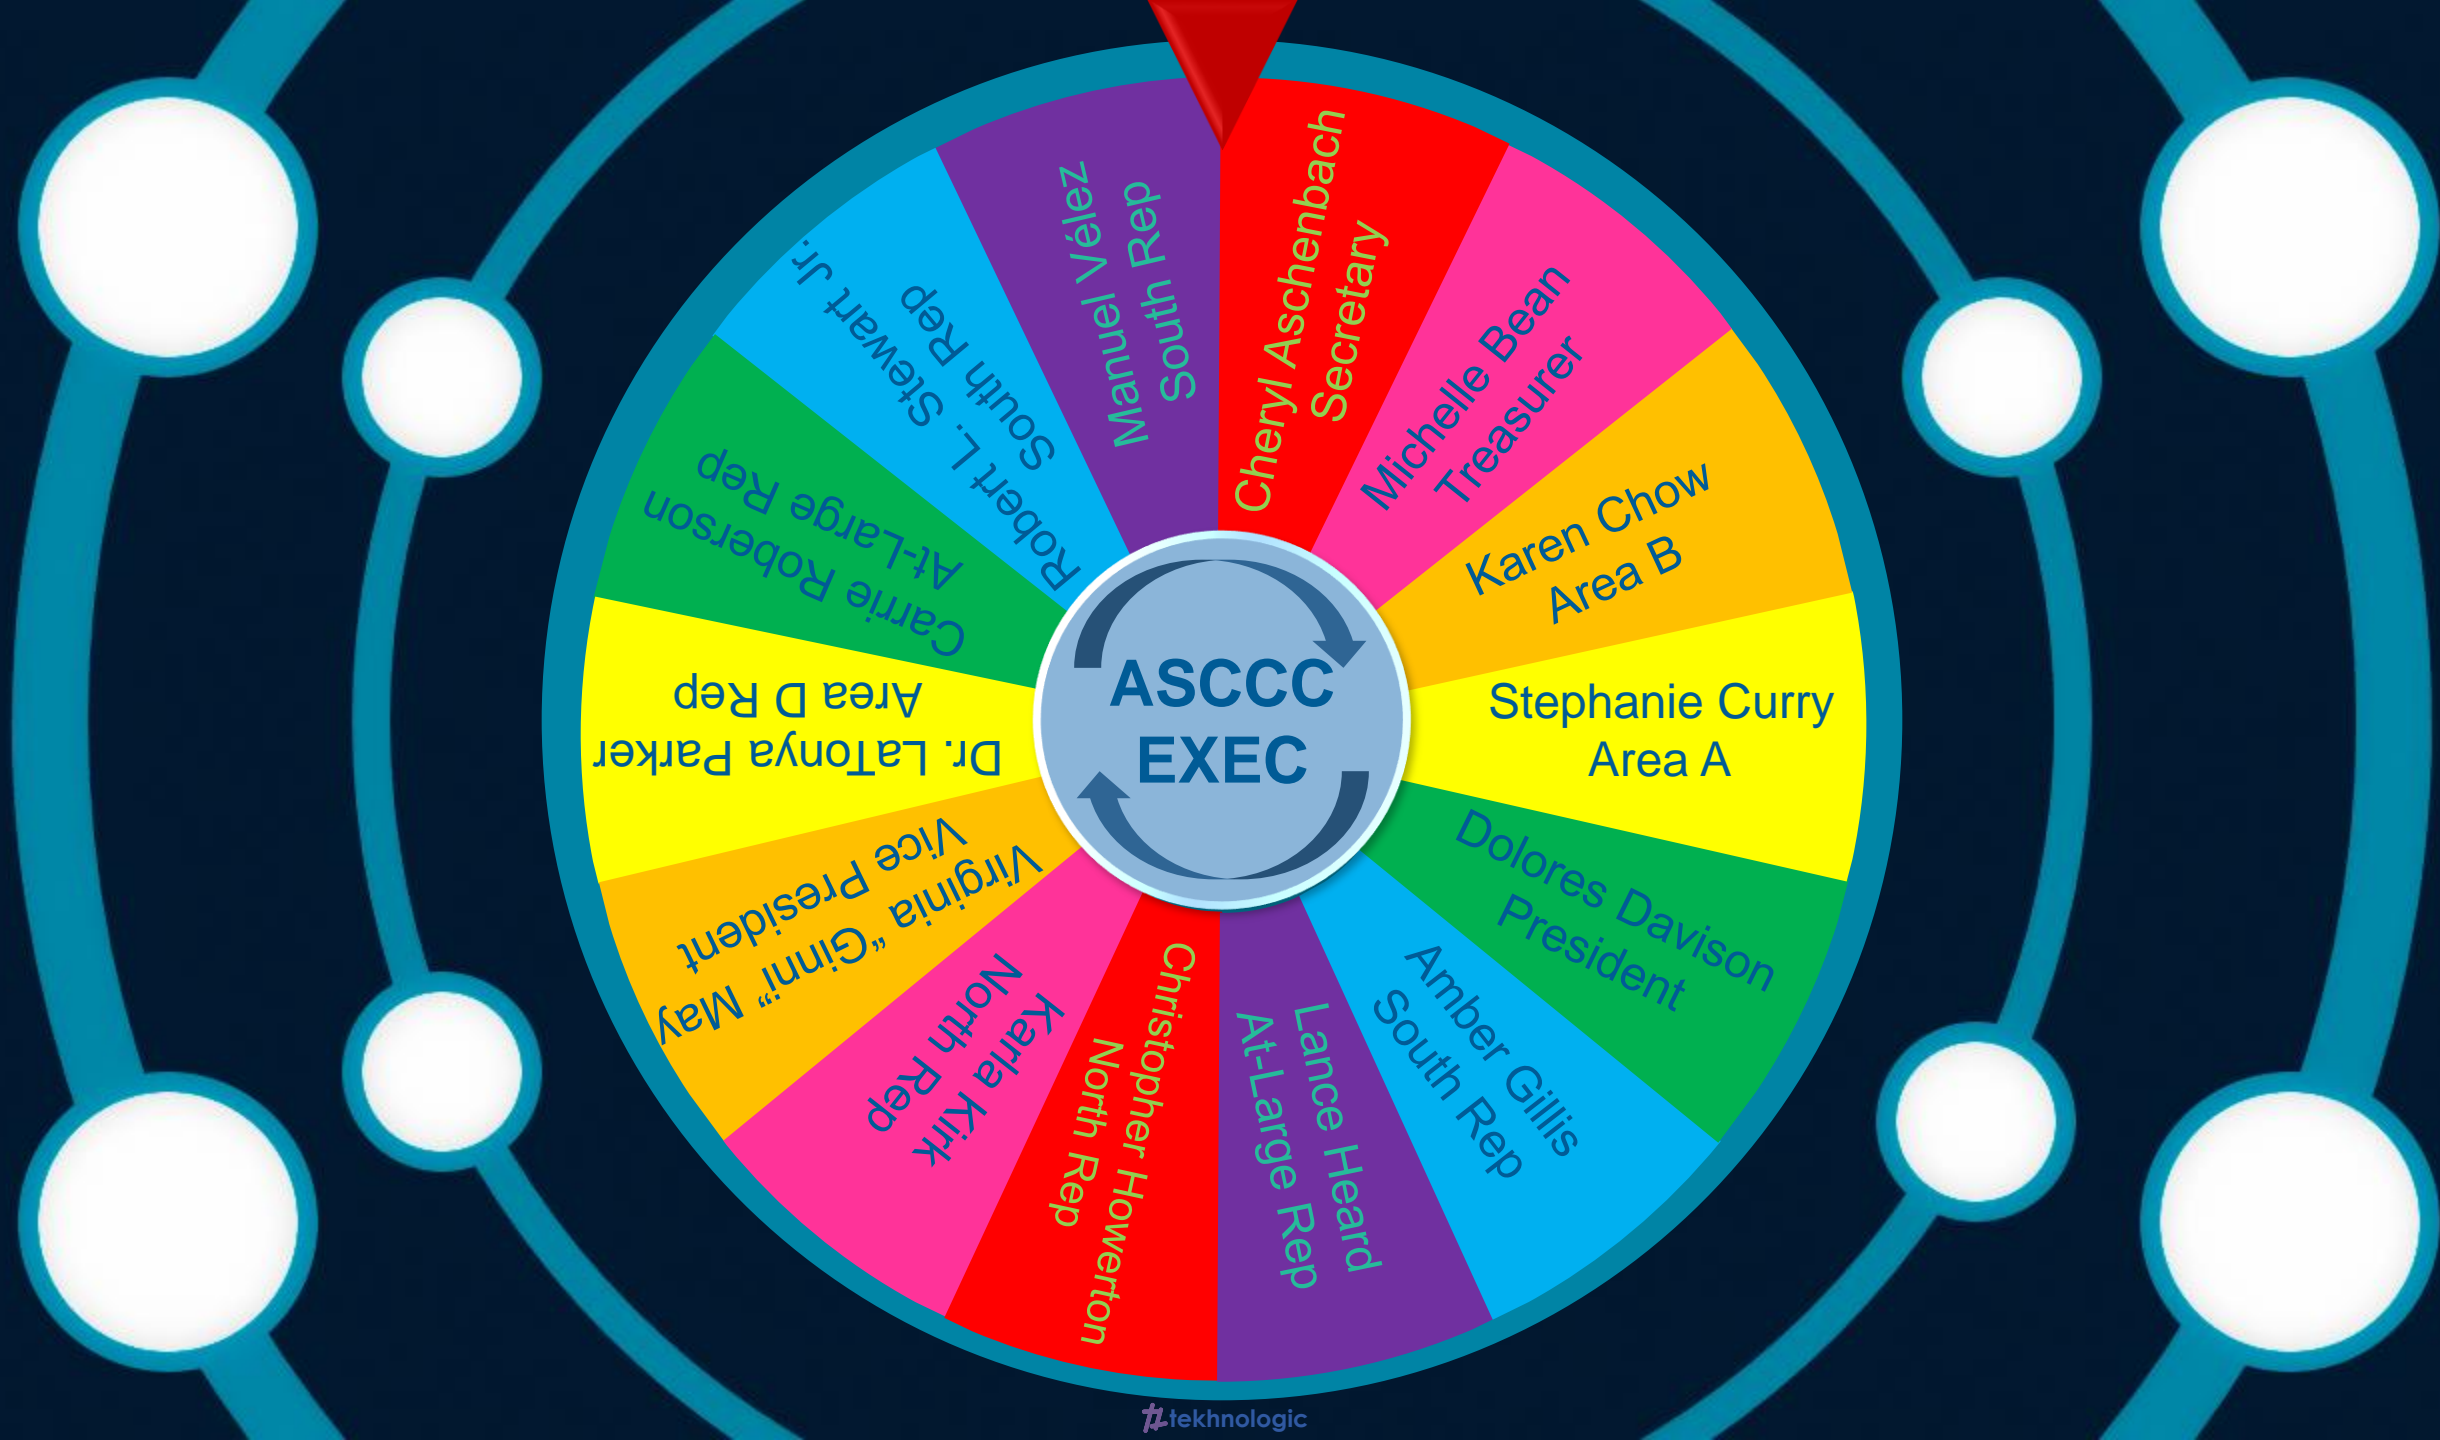 Cheryl Aschenbach
Secretary
Michelle Bean
Treasurer
Karen Chow
Area B
Stephanie Curry
Area A
Dolores Davison
President
Amber Gillis
South Rep
Lance Heard
At-Large Rep
Christopher Howerton
North Rep
Karla Kirk
North Rep
Virginia “Ginni” May
Vice President
Dr. LaTonya Parker
Area D Rep
Carrie Roberson
At-Large Rep
Robert L. Stewart Jr.
South Rep
Manuel Vélez
South Rep
ASCCC
EXEC
tekhnologic